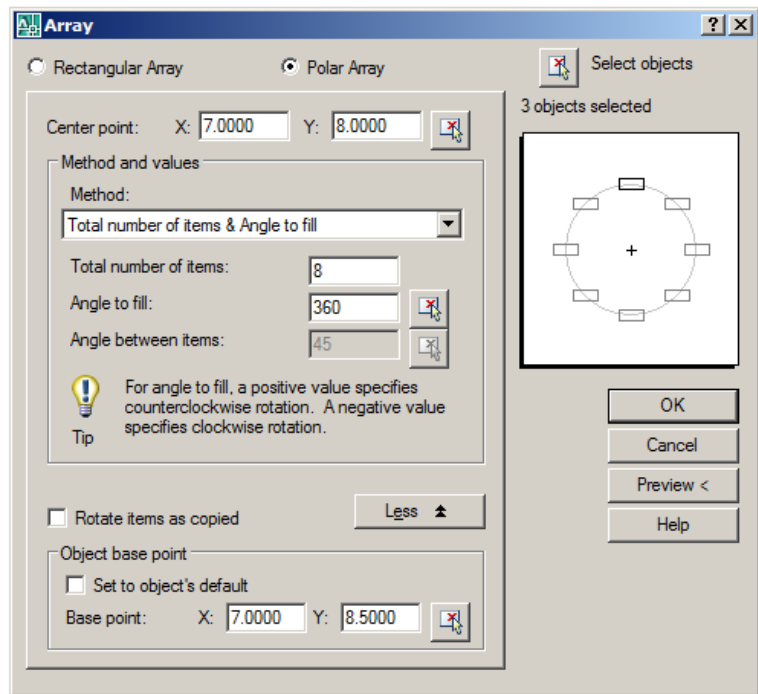 Array
Rectangular Array
Polar Array
Select objects
3 objects selected
Center point: X: 7.0000 Y: 8.0000
Method and values
Method:
Total number of items & Angle to fill
Total number of items: 8
Angle to fill: 360
Angle between items: 45
For angle to fill, a positive value specifies
counterclockwise rotation. A negative value
specifies clockwise rotation.
Tip
OK
Cancel
Preview <
Help
Rotate items as copied
Less
Object base point
Set to object's default
Base point: X: 7.0000 Y: 8.5000